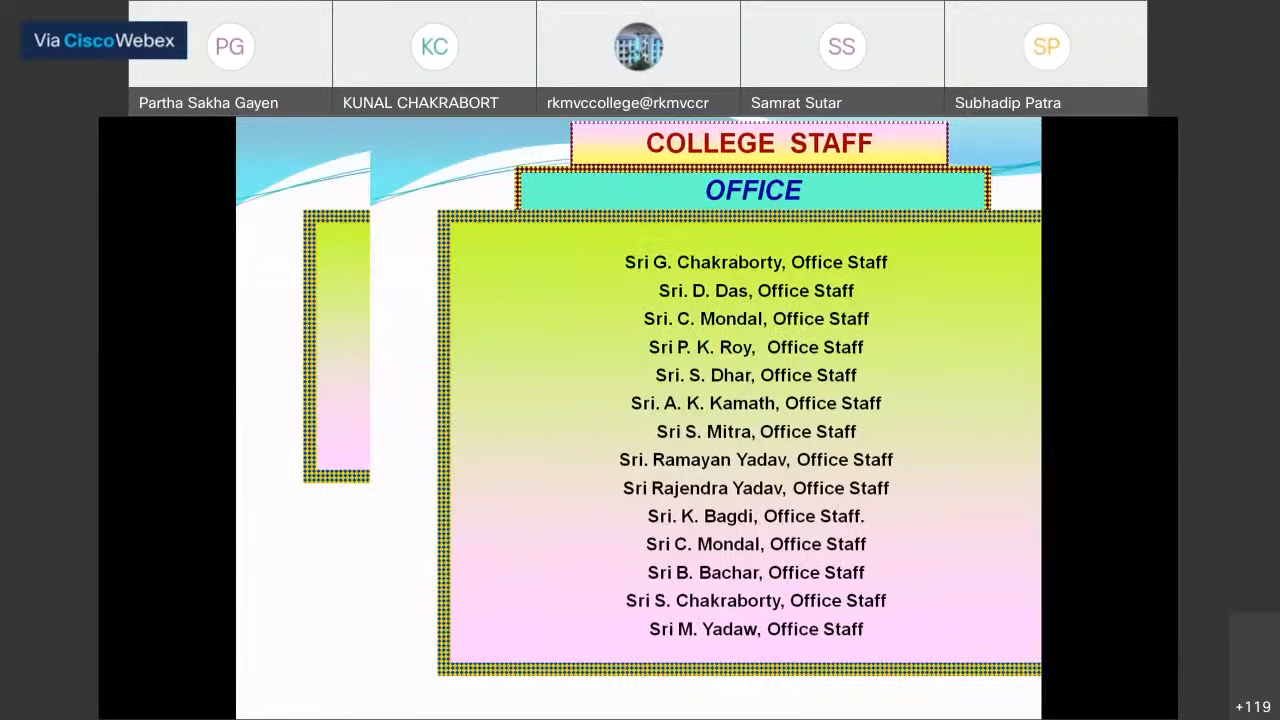 Via CiscoWebex
PG
KC
SS
SP
Partha Sakha Gayen
KUNAL CHAKRABORT
rkmvccollege@rkmvccr
Samrat Sutar
Subhadip Patra
COLLEGE STAFF
OFFICE
Sri G. Chakraborty, Office Staff
Sri. D. Das, Office Staff
Sri. C. Mondal, Office Staff
Sri P. K. Roy, Office Staff
Sri. S. Dhar, Office Staff
Sri. A. K. Kamath, Office Staff
Sri S. Mitra, Office Staff
Sri. Ramayan Yadav, Office Staff
Sri Rajendra Yadav, Office Staff
Sri. K. Bagdi, Office Staff.
Sri C. Mondal, Office Staff
Sri B. Bachar, Office Staff
Sri S. Chakraborty, Office Staff
Sri M. Yadaw, Office Staff
+119